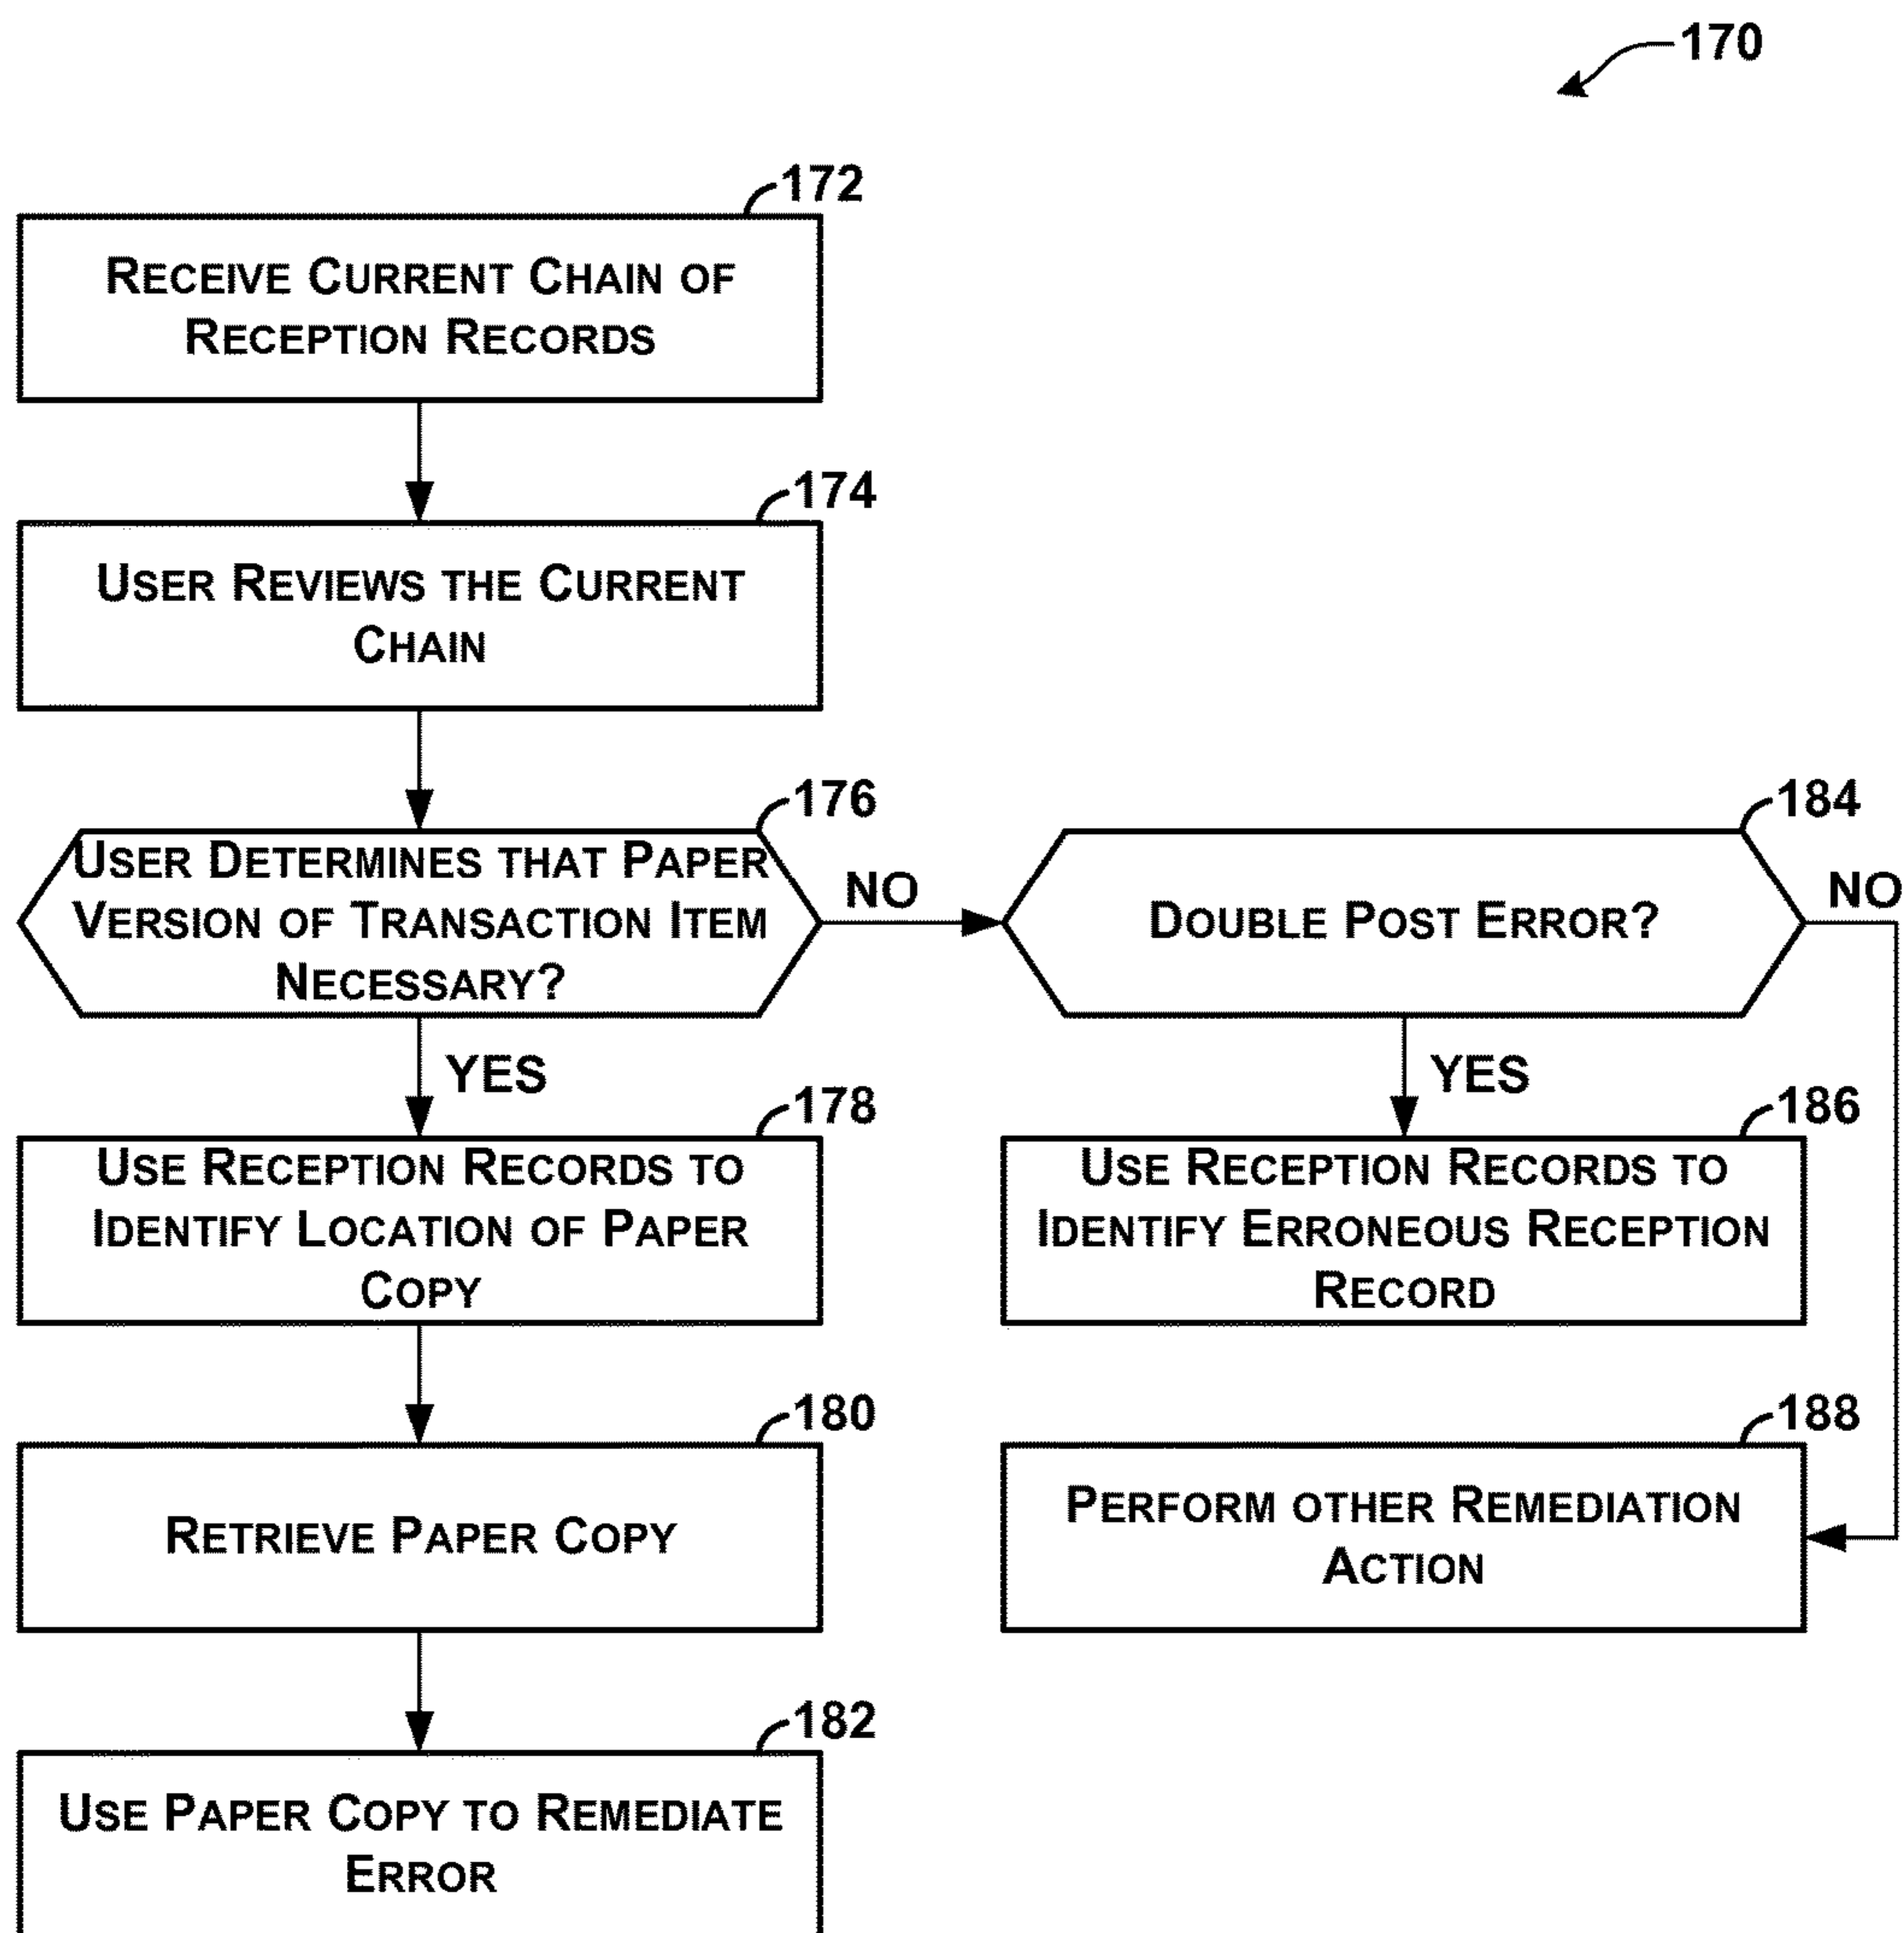 170
172
RECEIVE CURRENT CHAIN OF
RECEPTION RECORDS
174
USER REVIEWS THE CURRENT
CHAIN
176
USER DETERMINES THAT PAPER
VERSION OF TRANSACTION ITEM
NECESSARY?
NO
184
DOUBLE POST ERROR?
NO
YES
178
USE RECEPTION RECORDS TO
IDENTIFY LOCATION OF PAPER
COPY
YES
186
USE RECEPTION RECORDS TO
IDENTIFY ERRONEOUS RECEPTION
RECORD
180
RETRIEVE PAPER COPY
188
PERFORM OTHER REMEDIATION
ACTION
182
USE PAPER COPY TO REMEDIATE
ERROR